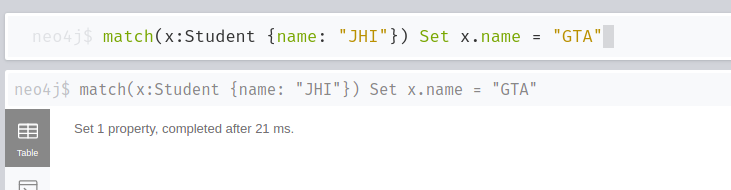 neo4j$ match(x:Student {name: "JHI"}) Set x.name = "GTA"
neo4j$ match(x:Student {name: "JHI"}) Set x.name = "GTA"
Set 1 property, completed after 21 ms.
Table